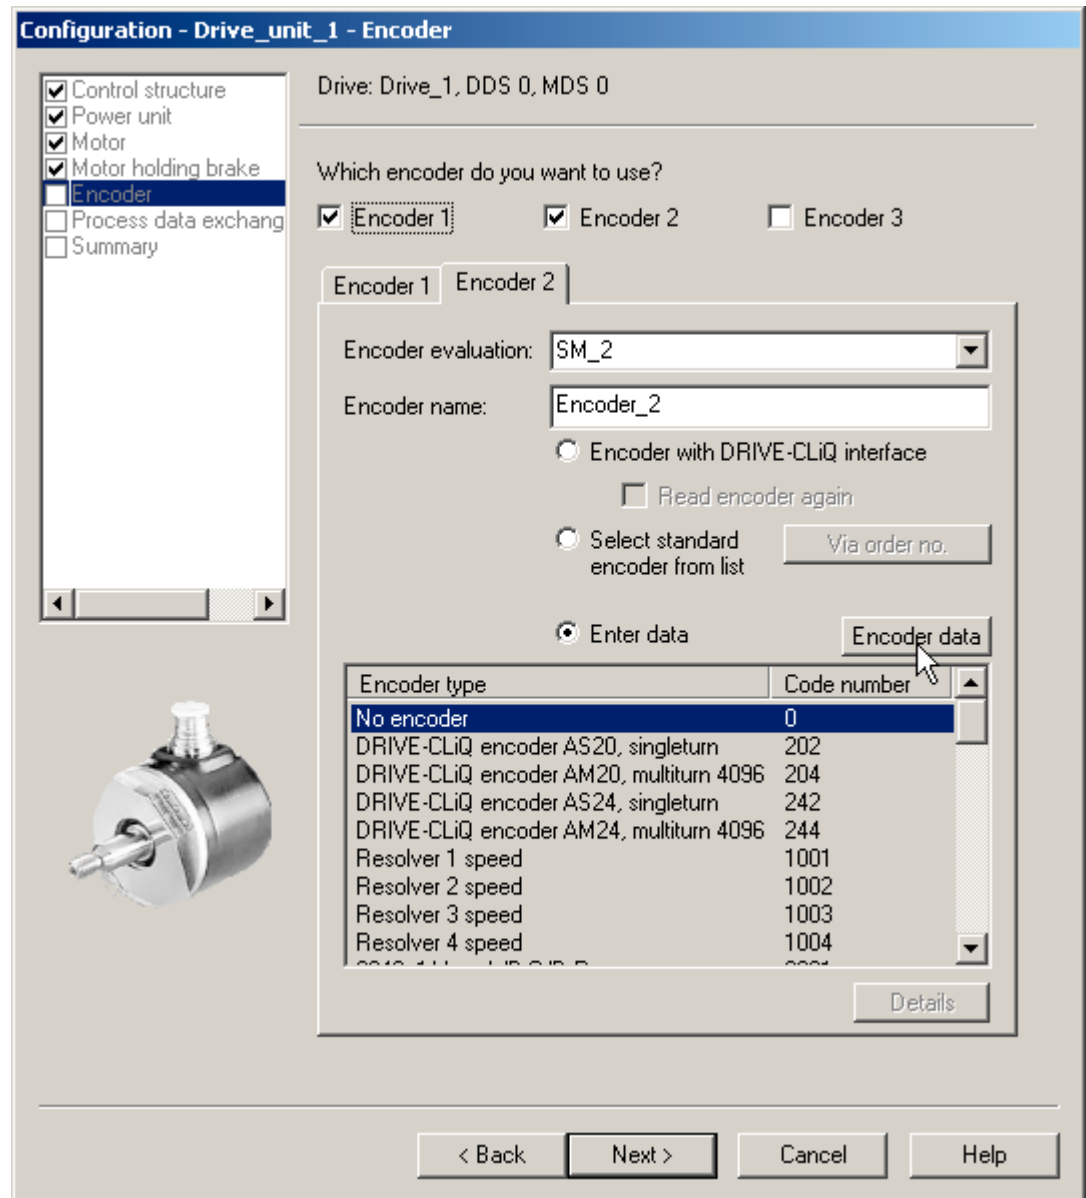 Configuration - Drive_unit_1 - Encoder
Control structure
Power unit
Motor
Motor holding brake
Encoder
Process data exchang
Summary
Drive: Drive_1, DDS 0, MDS 0
Which encoder do you want to use?
Encoder 1 Encoder 2 Encoder 3
Encoder 1 Encoder 2
Encoder evaluation: SM_2
Encoder name: Encoder_2
Encoder with DRIVE-CLiQ interface
Read encoder again
Select standard
encoder from list
Via order no.
Enter data Encoder data
Encoder type Code number
No encoder 0
DRIVE-CLiQ encoder AS20, singleturn 202
DRIVE-CLiQ encoder AM20, multiturn 4096 204
DRIVE-CLiQ encoder AS24, singleturn 242
DRIVE-CLiQ encoder AM24, multiturn 4096 244
Resolver 1 speed 1001
Resolver 2 speed 1002
Resolver 3 speed 1003
Resolver 4 speed 1004
Details
< Back Next > Cancel Help